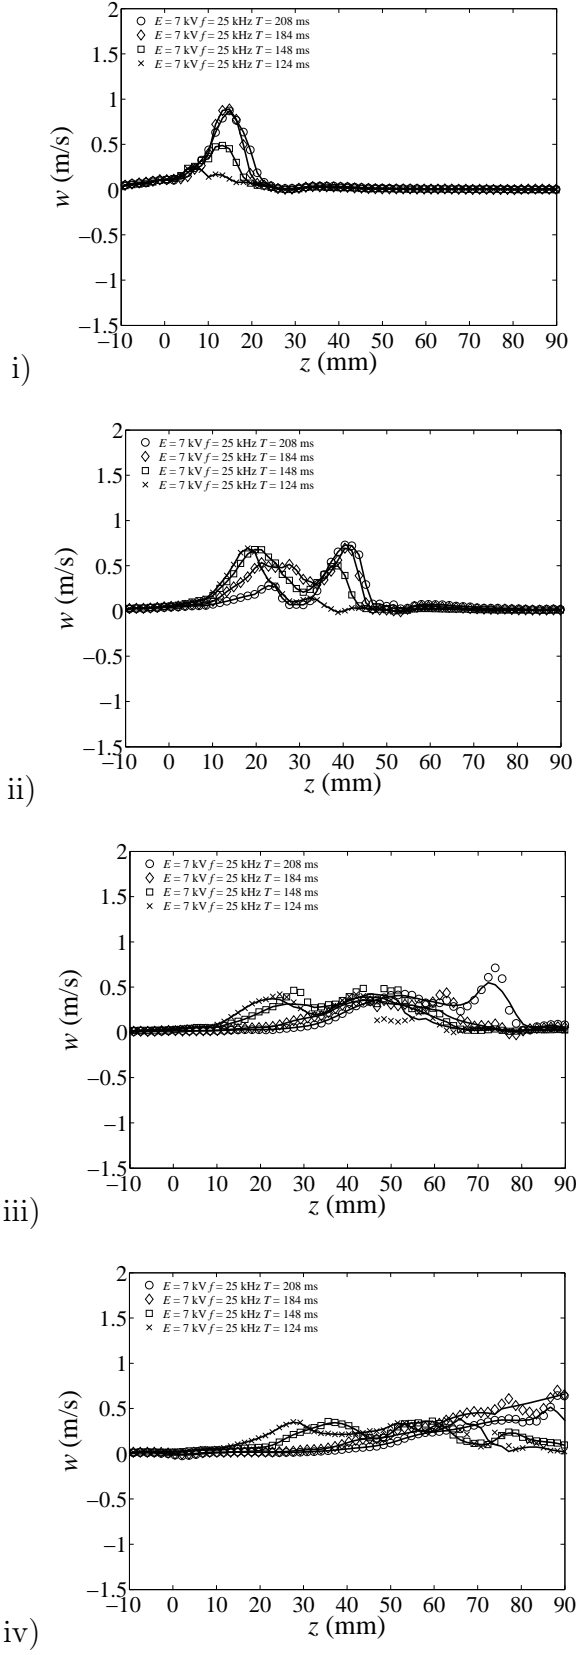 2
○ E = 7 kV f = 25 kHz T = 208 ms
◇ E = 7 kV f = 25 kHz T = 184 ms
□ E = 7 kV f = 25 kHz T = 148 ms
× E = 7 kV f = 25 kHz T = 124 ms
1.5
1
0.5
0
−0.5
−1
−1.5
w (m/s)
−10 0 10 20 30 40 50 60 70 80 90
z (mm)
i)
2
○ E = 7 kV f = 25 kHz T = 208 ms
◇ E = 7 kV f = 25 kHz T = 184 ms
□ E = 7 kV f = 25 kHz T = 148 ms
× E = 7 kV f = 25 kHz T = 124 ms
1.5
1
0.5
0
−0.5
−1
−1.5
w (m/s)
−10 0 10 20 30 40 50 60 70 80 90
z (mm)
ii)
2
○ E = 7 kV f = 25 kHz T = 208 ms
◇ E = 7 kV f = 25 kHz T = 184 ms
□ E = 7 kV f = 25 kHz T = 148 ms
× E = 7 kV f = 25 kHz T = 124 ms
1.5
1
0.5
0
−0.5
−1
−1.5
w (m/s)
−10 0 10 20 30 40 50 60 70 80 90
z (mm)
iii)
2
○ E = 7 kV f = 25 kHz T = 208 ms
◇ E = 7 kV f = 25 kHz T = 184 ms
□ E = 7 kV f = 25 kHz T = 148 ms
× E = 7 kV f = 25 kHz T = 124 ms
1.5
1
0.5
0
−0.5
−1
−1.5
w (m/s)
−10 0 10 20 30 40 50 60 70 80 90
z (mm)
iv)